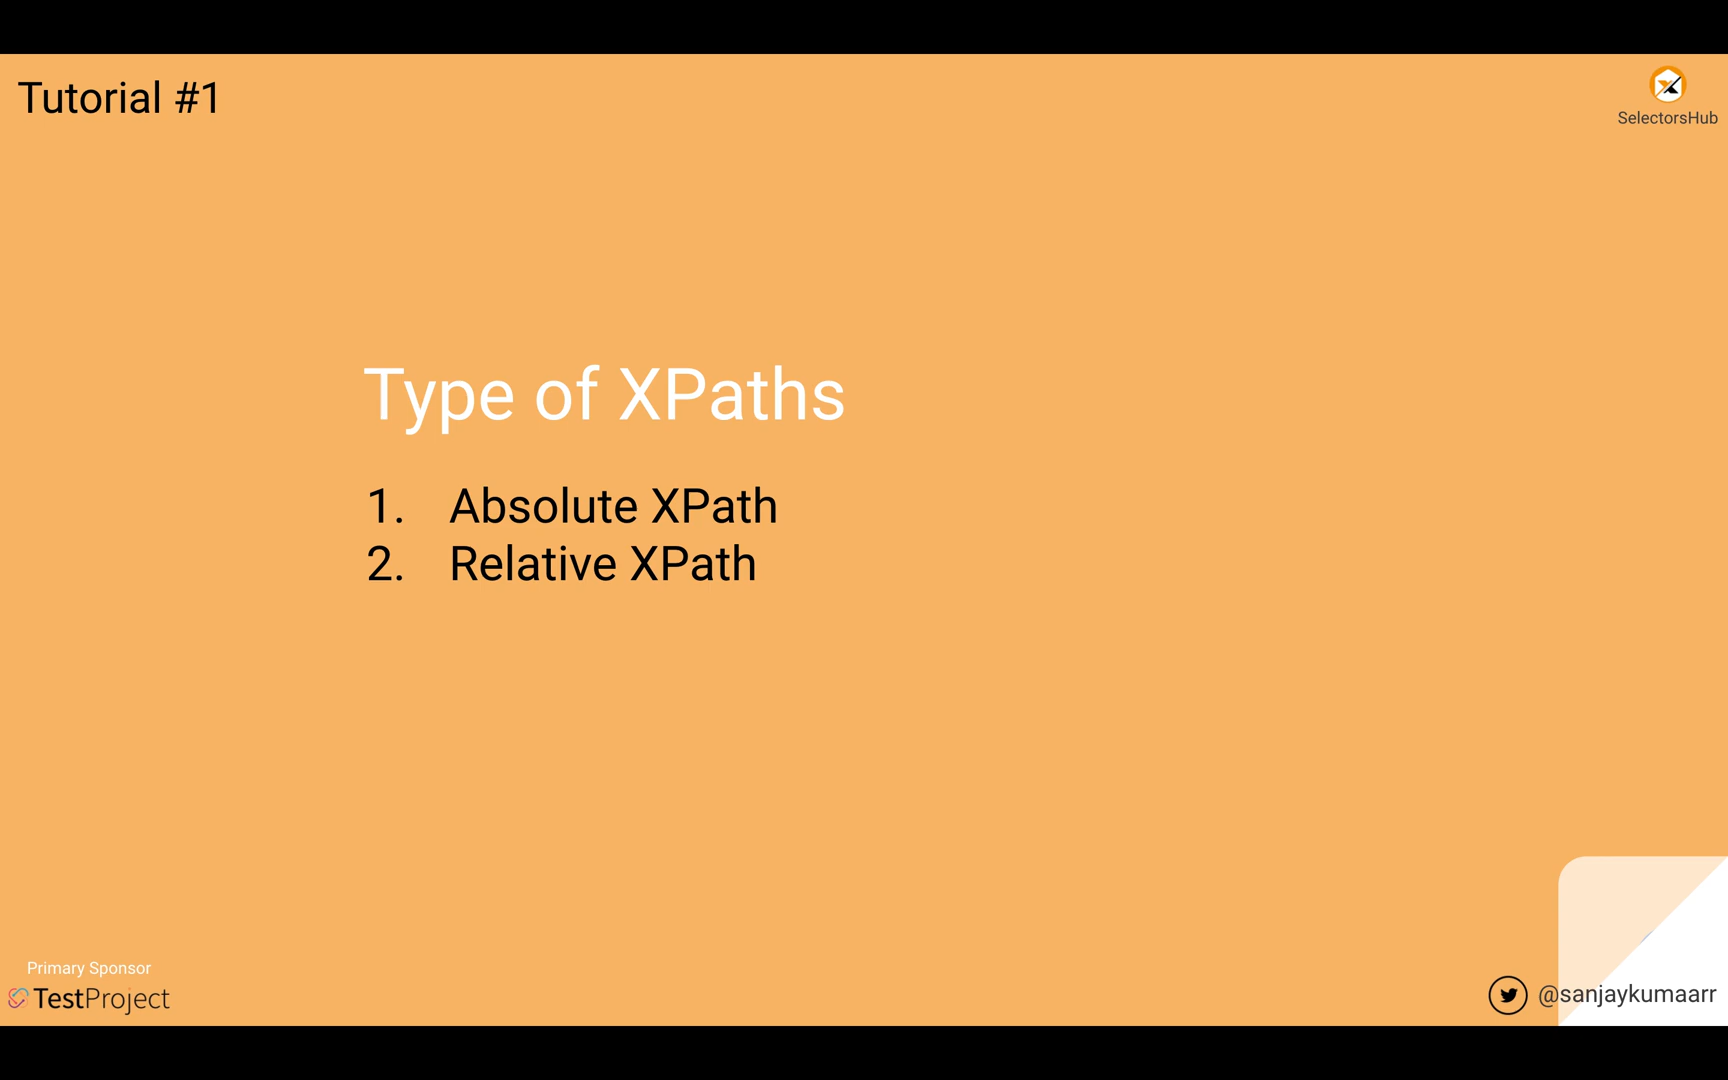 Tutorial #1
SelectorsHub
Type of XPaths
1. Absolute XPath
2. Relative XPath
Primary Sponsor
TestProject
@sanjaykumaarr